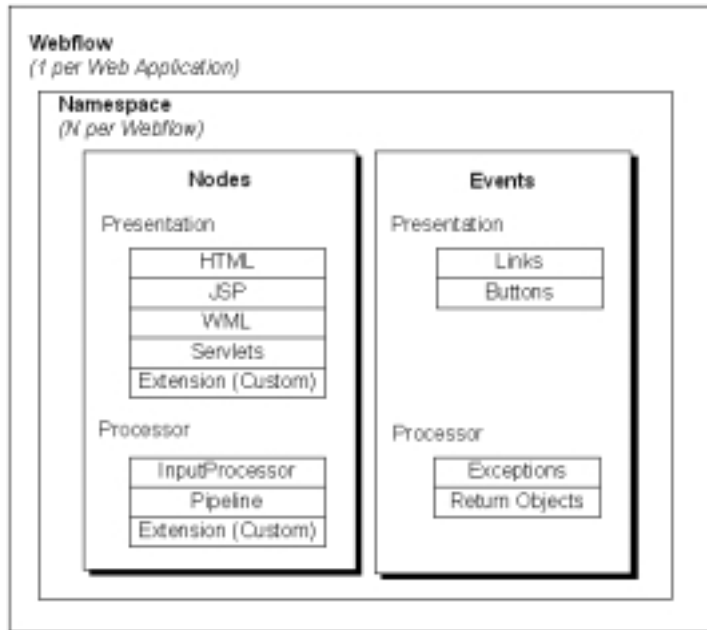 Webflow
(1 per Web Application)
Namespace
(N per Webflow)
Nodes
Presentation
HTML
JSP
WML
Servlets
Extension (Custom)
Processor
InputProcessor
Pipeline
Extension (Custom)
Events
Presentation
Links
Buttons
Processor
Exceptions
Return Objects